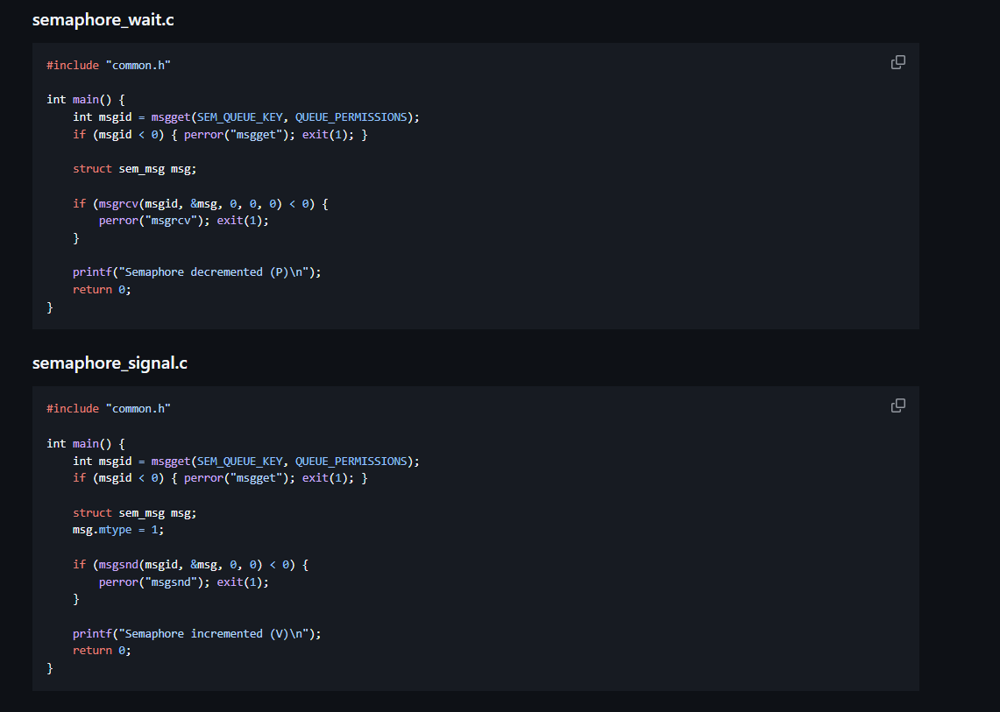 semaphore_wait.c
#include "common.h"
int main() {
    int msgid = msgget(SEM_QUEUE_KEY, QUEUE_PERMISSIONS);
    if (msgid < 0) { perror("msgget"); exit(1); }
    struct sem_msg msg;
    if (msgrcv(msgid, &msg, 0, 0, 0) < 0) {
        perror("msgrcv"); exit(1);
    }
    printf("Semaphore decremented (P)\n");
    return 0;
}
semaphore_signal.c
#include "common.h"
int main() {
    int msgid = msgget(SEM_QUEUE_KEY, QUEUE_PERMISSIONS);
    if (msgid < 0) { perror("msgget"); exit(1); }
    struct sem_msg msg;
    msg.mtype = 1;
    if (msgsnd(msgid, &msg, 0, 0) < 0) {
        perror("msgsnd"); exit(1);
    }
    printf("Semaphore incremented (V)\n");
    return 0;
}